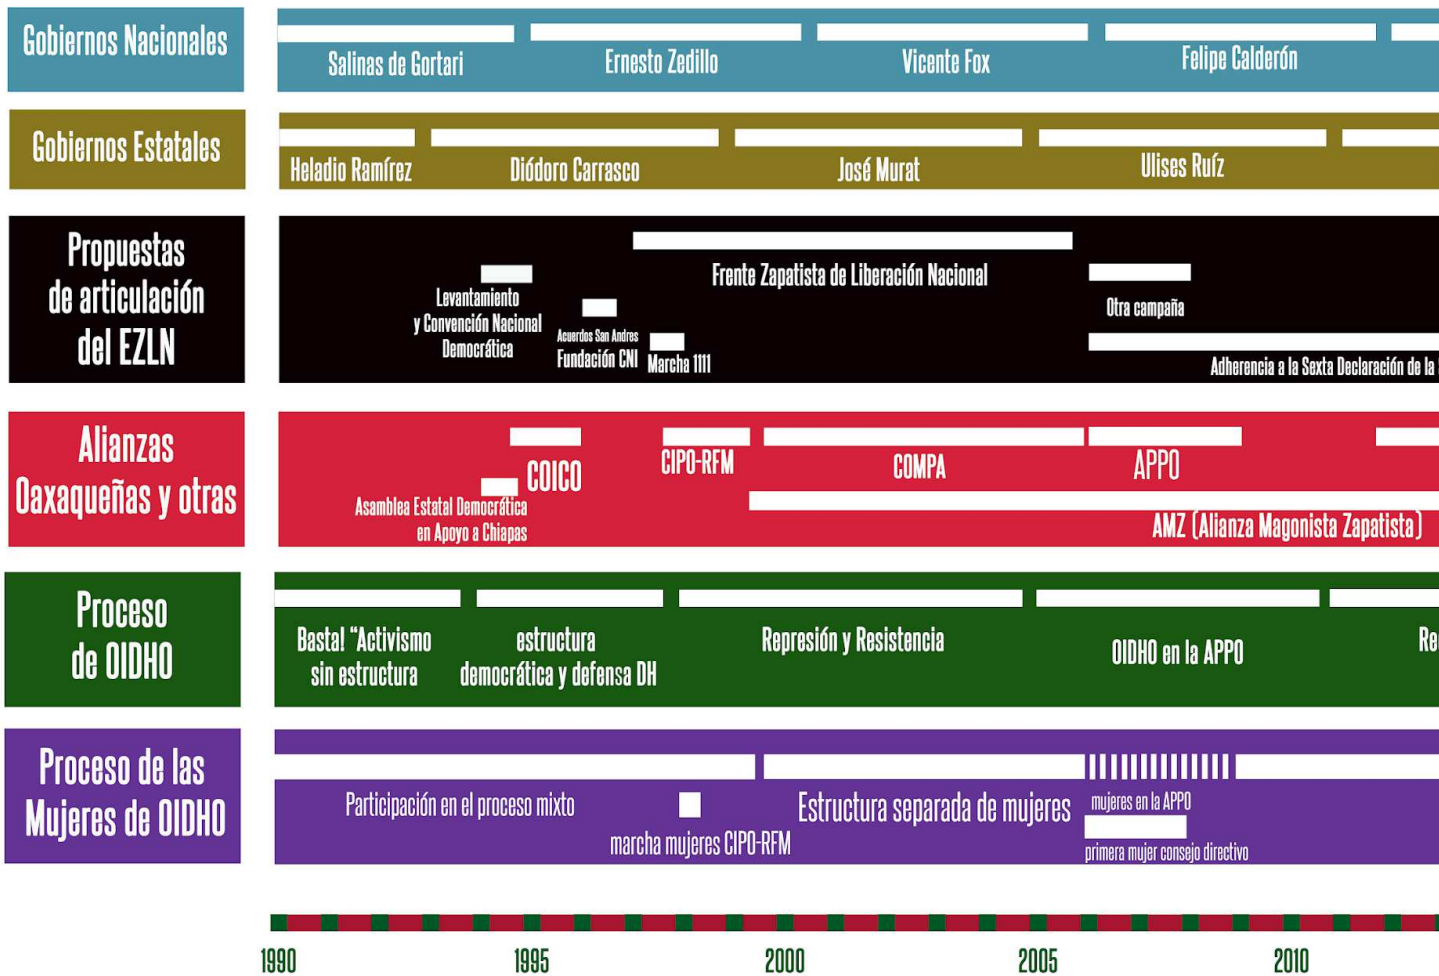 Gobiernos Nacionales
Salinas de Gortari
Ernesto Zedillo
Vicente Fox
Felipe Calderón
Gobiernos Estatales
Heladio Ramírez
Diódoro Carrasco
José Murat
Ulises Ruíz
Propuestas
de articulación
del EZLN
Levantamiento
y Convención Nacional
Democrática
Acuerdos San Andres
Fundación CNI
Marcha 1111
Frente Zapatista de Liberación Nacional
Otra campaña
Adherencia a la Sexta Declaración de la
Alianzas
Oaxaqueñas y otras
Asamblea Estatal Democrática
en Apoyo a Chiapas
COICO
CIPO-RFM
COMPA
APPO
AMZ (Alianza Magonista Zapatista)
Proceso
de OIDHO
Basta! “Activismo
sin estructura
estructura
democrática y defensa DH
Represión y Resistencia
OIDHO en la APPO
Proceso de las
Mujeres de OIDHO
Participación en el proceso mixto
marcha mujeres CIPO-RFM
Estructura separada de mujeres
mujeres en la APPO
primera mujer consejo directivo
1990
1995
2000
2005
2010